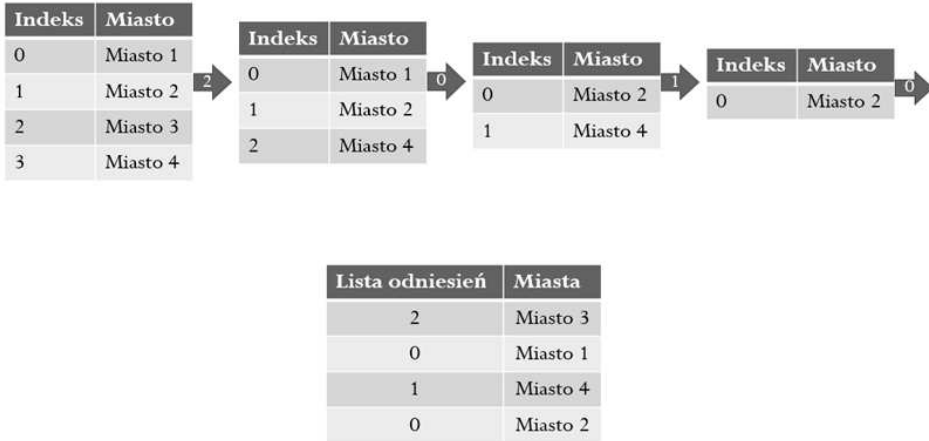 Indeks Miasto
0 Miasto 1
1 Miasto 2
2 Miasto 3
3 Miasto 4
2
Indeks Miasto
0 Miasto 1
1 Miasto 2
2 Miasto 4
0
Indeks Miasto
0 Miasto 2
1 Miasto 4
1
Indeks Miasto
0 Miasto 2
0
Lista odniesień Miasta
2 Miasto 3
0 Miasto 1
1 Miasto 4
0 Miasto 2